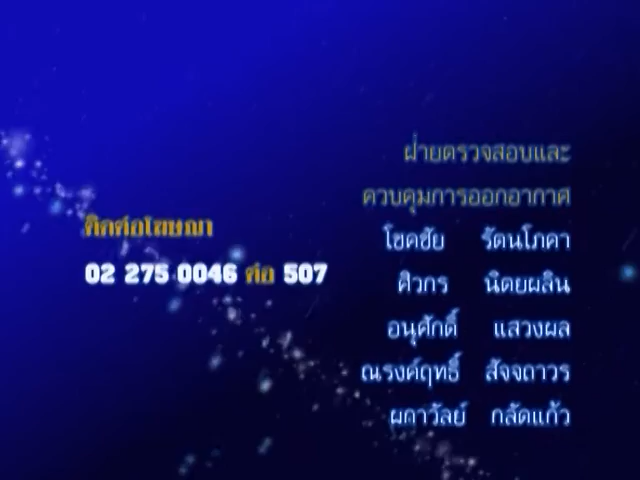 ติดต่อโฆษณา
02 275 0046 ต่อ 507
ฝ่ายตรวจสอบและ
ควบคุมการออกอากาศ
โชคชัย รัตนโภคา
ศิวกร นิตยผลิน
อนุศักดิ์ แสวงผล
ณรงค์ฤทธิ์ สัจจถาวร
ผกาวัลย์ กลัดแก้ว